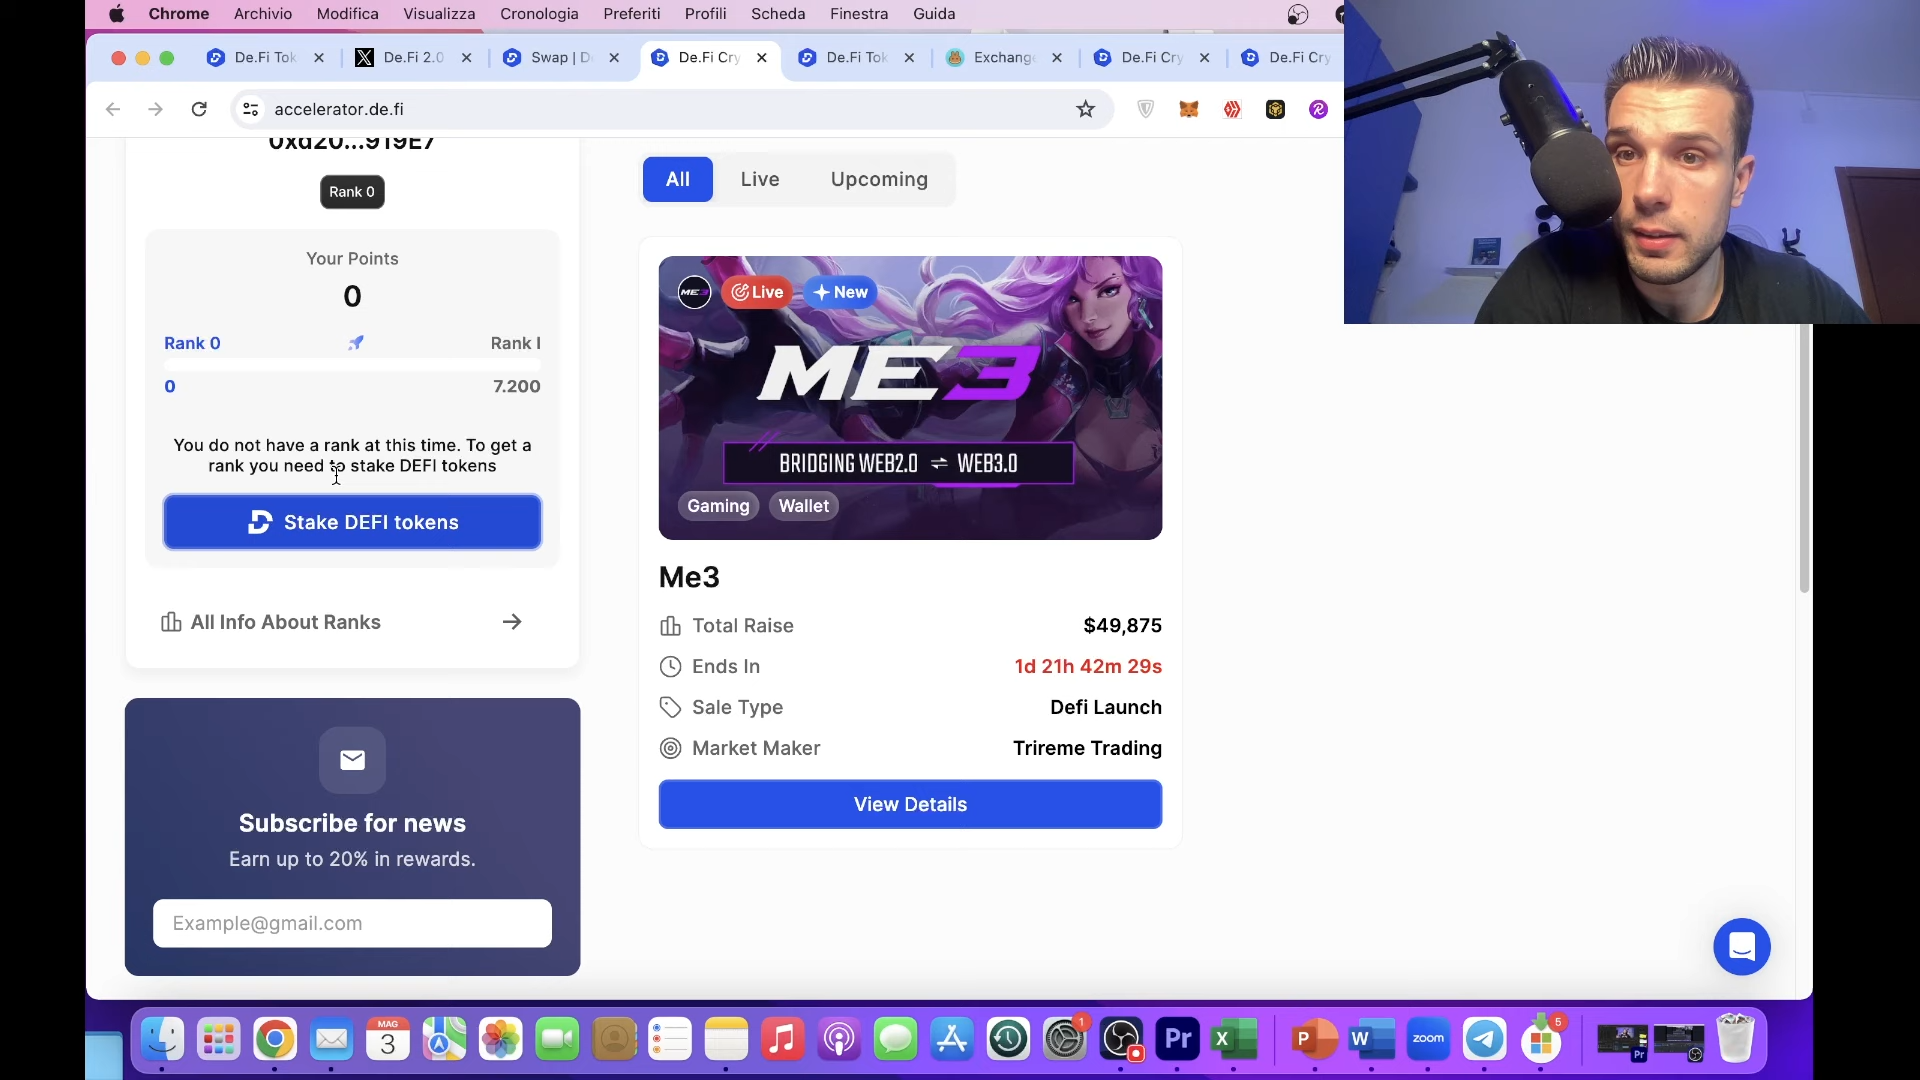 Chrome Archivio Modifica Visualizza Cronologia Preferiti Profili Scheda Finestra Guida
De.Fi Tok De.Fi 2.0 Swap | D De.Fi Cry De.Fi Tok Exchang De.Fi Cry De.Fi Cry
accelerator.de.fi
0xd20...919E7
Rank 0
Your Points
0
Rank 0 Rank I
0 7.200
You do not have a rank at this time. To get a
rank you need to stake DEFI tokens
Stake DEFI tokens
All Info About Ranks
Subscribe for news
Earn up to 20% in rewards.
Example@gmail.com
All Live Upcoming
ME3 Live New
ME3
BRIDGING WEB2.0 ⇌ WEB3.0
Gaming Wallet
Me3
Total Raise $49,875
Ends In 1d 21h 42m 29s
Sale Type Defi Launch
Market Maker Trireme Trading
View Details
MAG
3
1
Pr
X
P
W
zoom
5
Pr